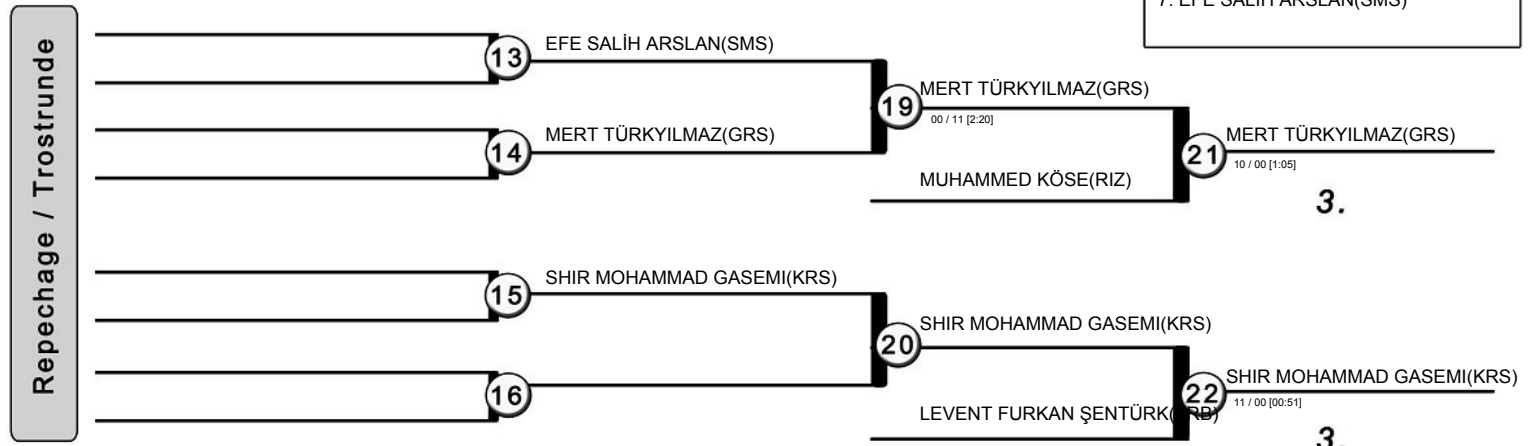 7. EFE SALİH ARSLAN(SMS)
Repechage / Trostrunde
13
EFE SALİH ARSLAN(SMS)
19
MERT TÜRKYILMAZ(GRS)
00 / 11 [2:20]
14
MERT TÜRKYILMAZ(GRS)
21
MERT TÜRKYILMAZ(GRS)
10 / 00 [1:05]
MUHAMMED KÖSE(RIZ)
3.
15
SHIR MOHAMMAD GASEMI(KRS)
20
SHIR MOHAMMAD GASEMI(KRS)
16
22
SHIR MOHAMMAD GASEMI(KRS)
11 / 00 [00:51]
LEVENT FURKAN ŞENTÜRK(
3.